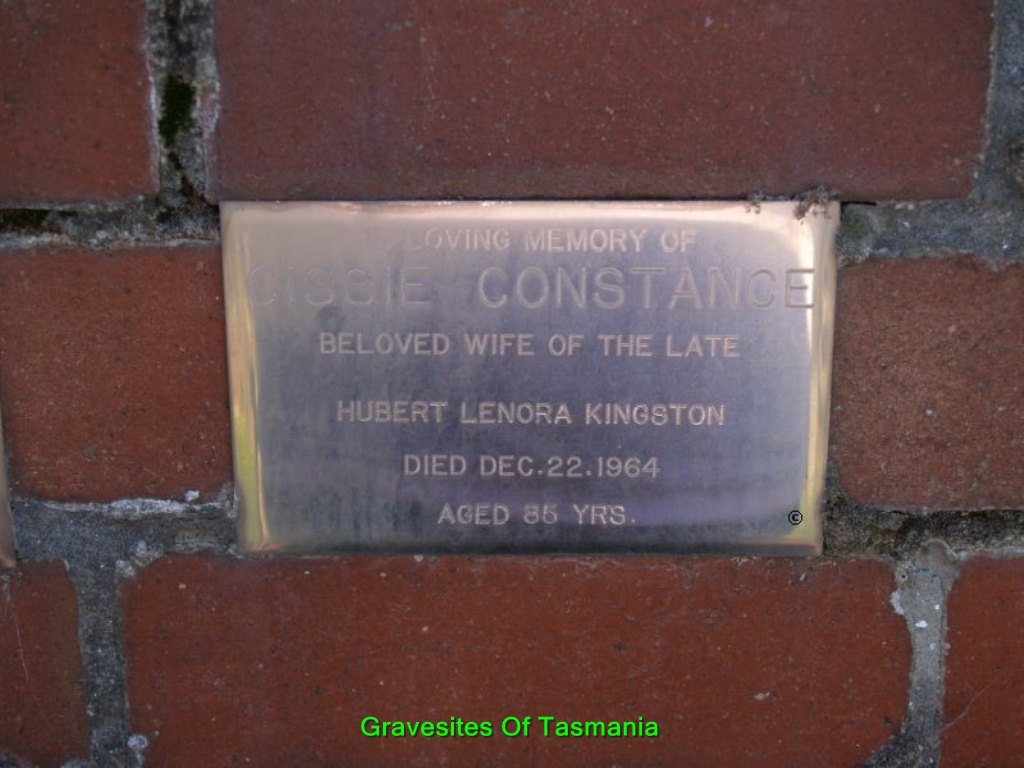 LOVING MEMORY OF
CISSIE CONSTANCE
BELOVED WIFE OF THE LATE
HUBERT LENORA KINGSTON
DIED DEC.22.1964
AGED 85 YRS.
©
Gravesites Of Tasmania